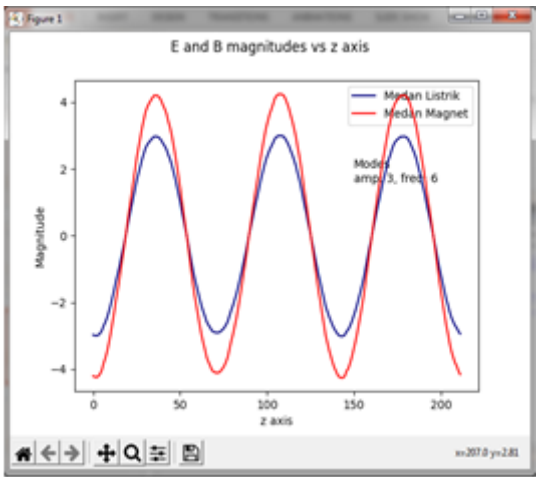 Figure 1
E and B magnitudes vs z axis
Medan Listrik
Medan Magnet
Modes
amp: 3, freq: 6
Magnitude
4
2
0
−2
−4
0 50 100 150 200
z axis
x=207.0 y=2.81